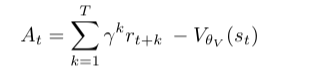 $A_t = \sum_{k=1}^{T} \gamma^k r_{t+k} - V_{\theta_V}(s_t)$